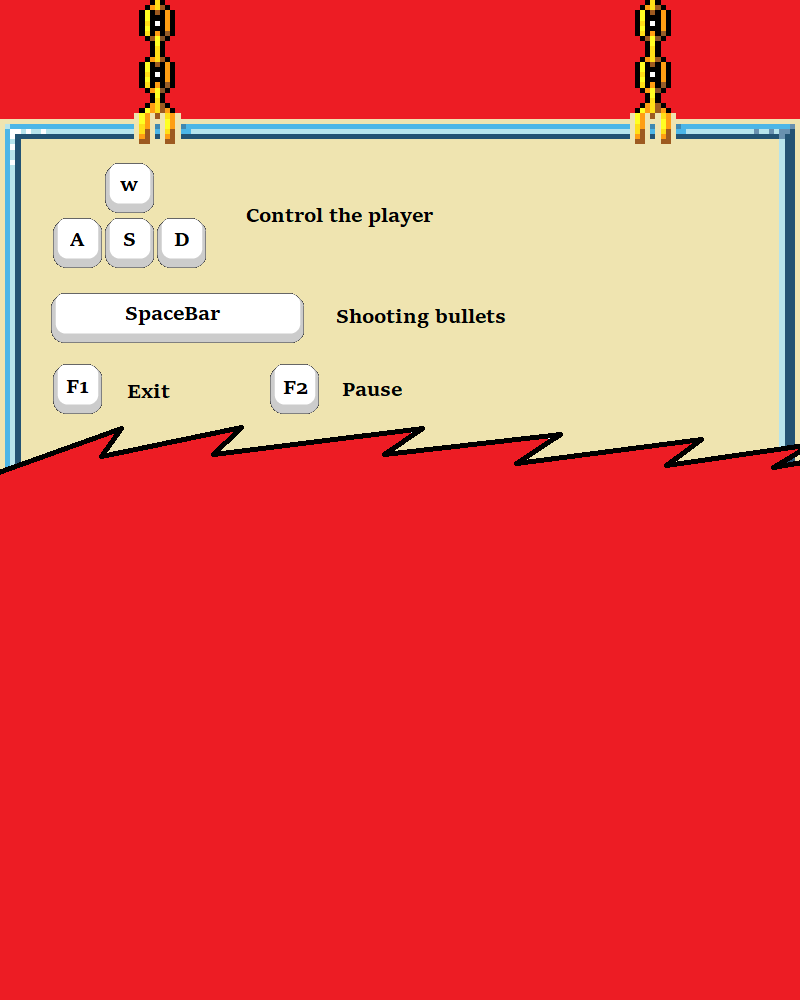 w
Control the player
A S D
SpaceBar Shooting bullets
F1 Exit F2 Pause